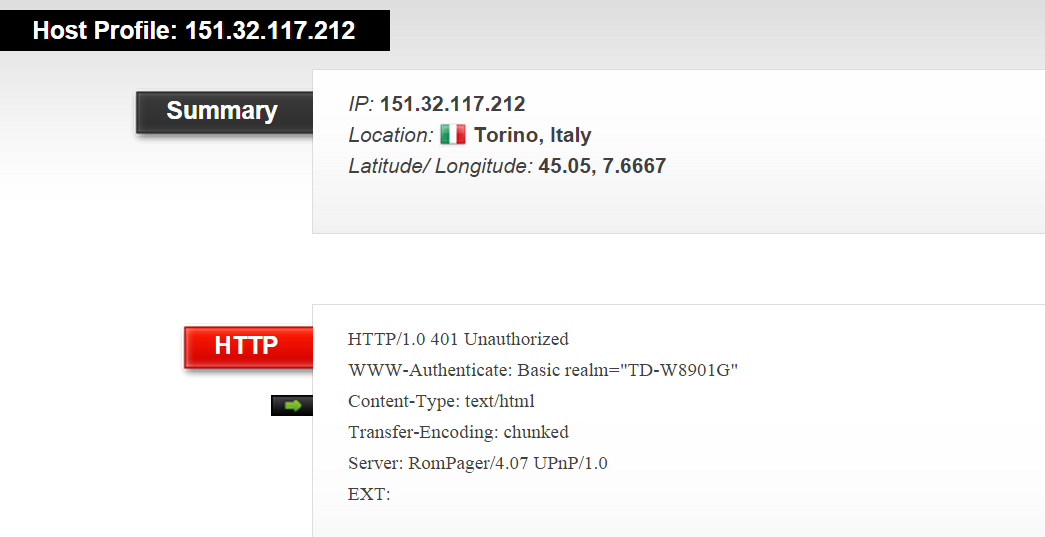 Host Profile: 151.32.117.212
Summary
IP: 151.32.117.212
Location: Torino, Italy
Latitude/ Longitude: 45.05, 7.6667
HTTP
HTTP/1.0 401 Unauthorized
WWW-Authenticate: Basic realm="TD-W8901G"
Content-Type: text/html
Transfer-Encoding: chunked
Server: RomPager/4.07 UPnP/1.0
EXT: